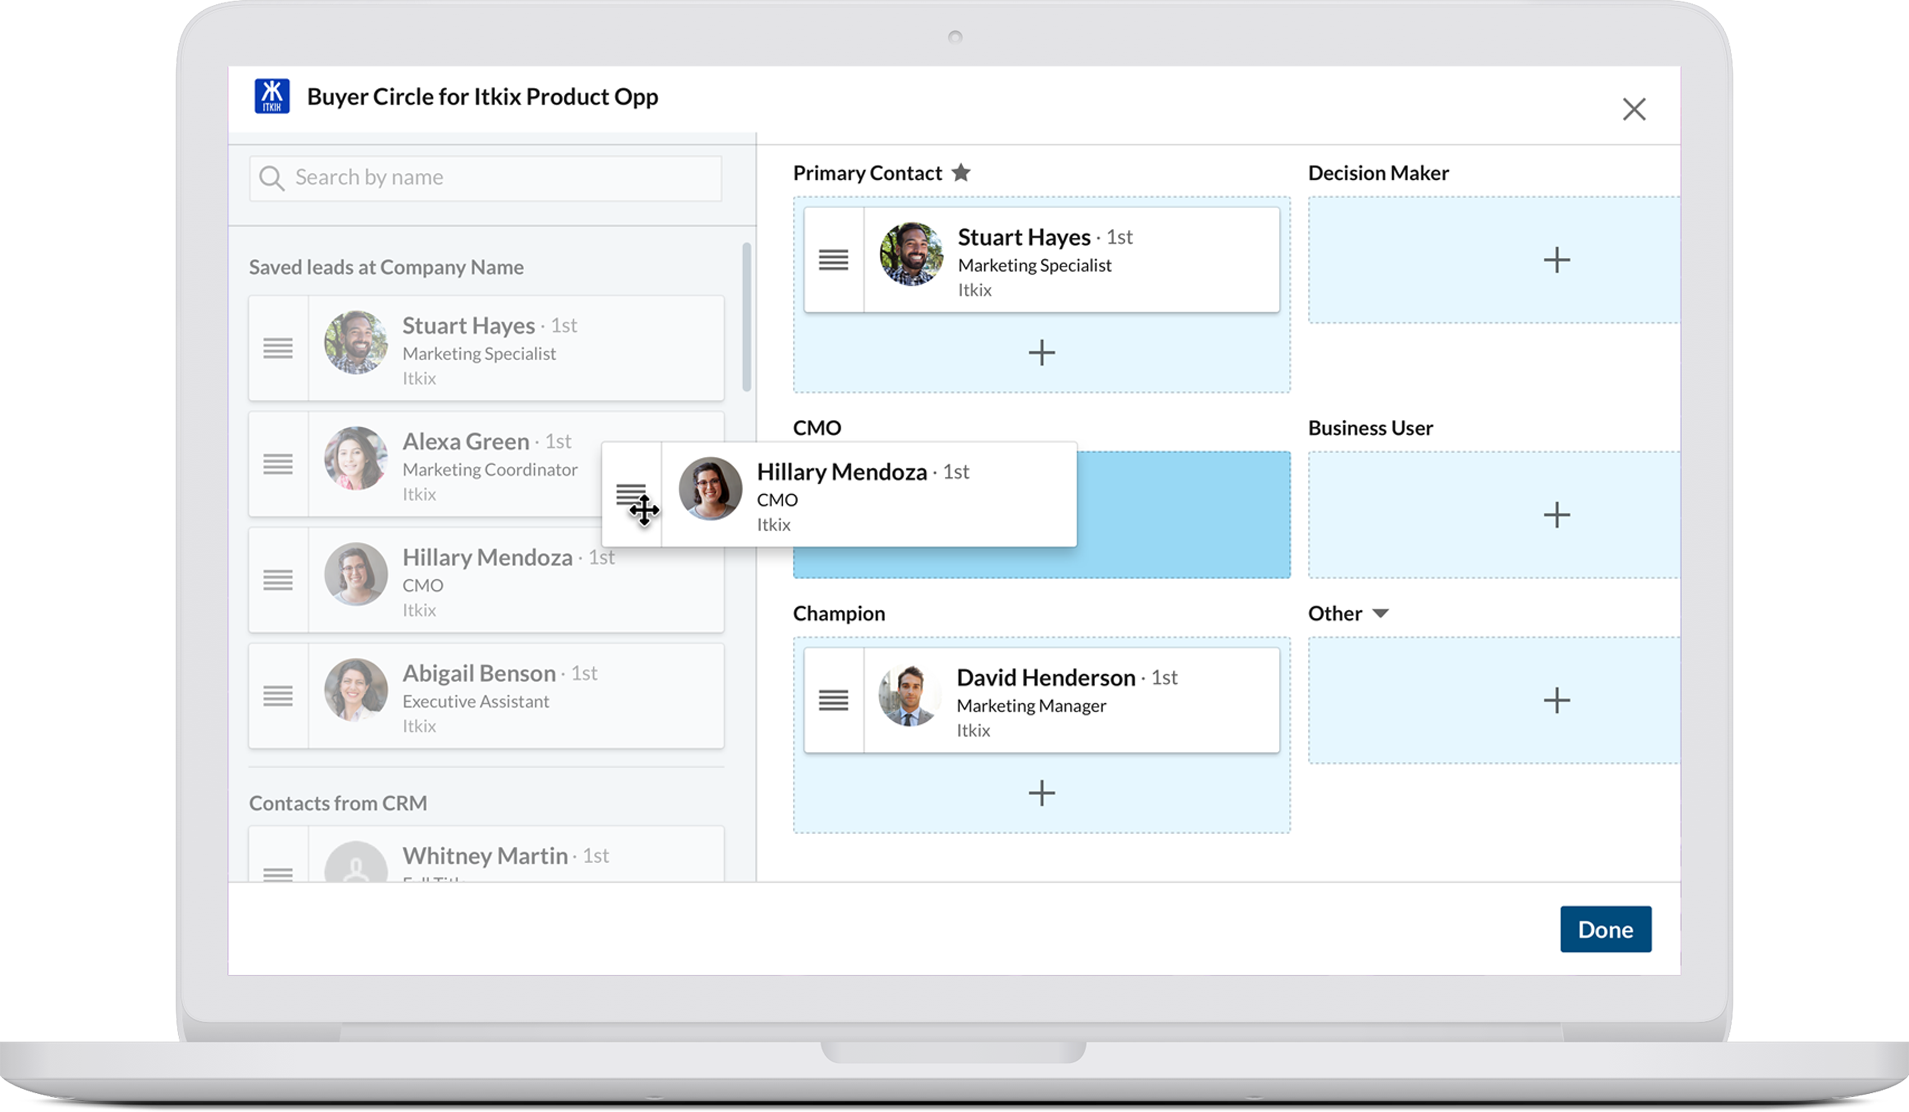 ITKIX
Buyer Circle for Itkix Product Opp
Search by name
Saved leads at Company Name
Stuart Hayes · 1st
Marketing Specialist
Itkix
Alexa Green · 1st
Marketing Coordinator
Itkix
Hillary Mendoza · 1st
CMO
Itkix
Abigail Benson · 1st
Executive Assistant
Itkix
Contacts from CRM
Whitney Martin · 1st
Primary Contact
Stuart Hayes · 1st
Marketing Specialist
Itkix
Decision Maker
CMO
Hillary Mendoza · 1st
CMO
Itkix
Business User
Champion
David Henderson · 1st
Marketing Manager
Itkix
Other
Done